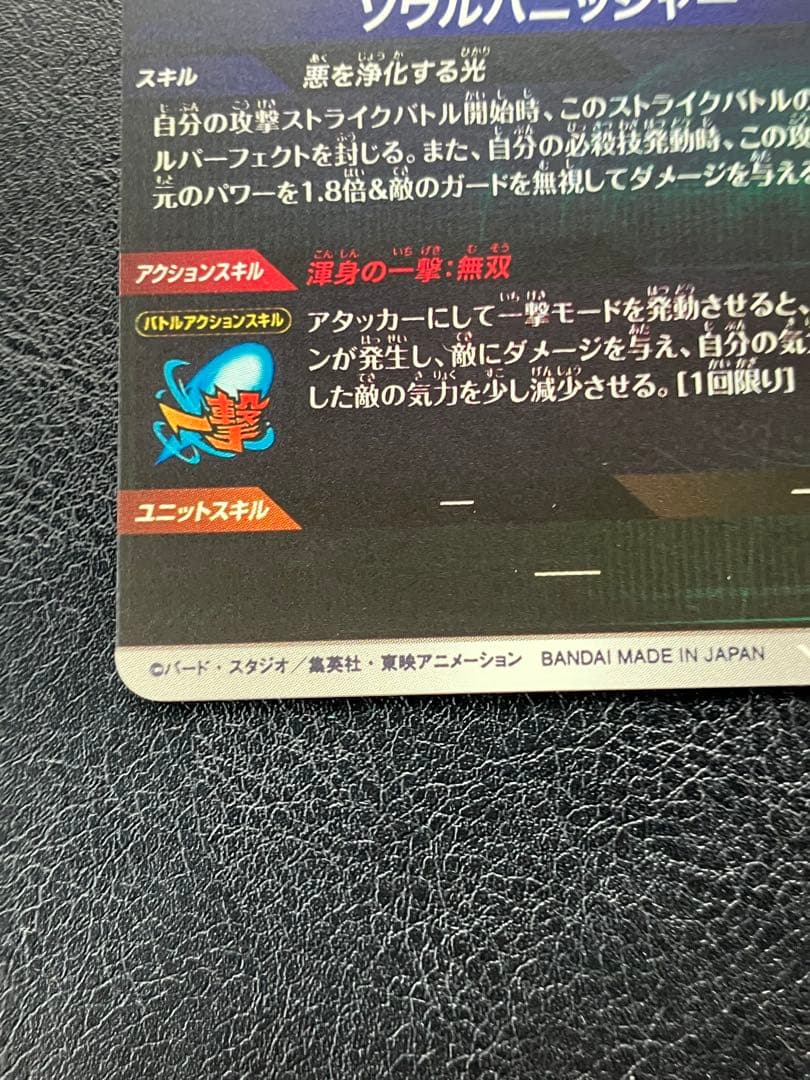 ソウルパニッシャー
スキル 悪を浄化する光
自分の攻撃ストライクバトル開始時、このストライクバトルの
ルパーフェクトを封じる。また、自分の必殺技発動時、この攻
元のパワーを1.8倍&敵のガードを無視してダメージを与える
アクションスキル 渾身の一撃:無双
バトルアクションスキル
アタッカーにして一撃モードを発動させると、
ンが発生し、敵にダメージを与え、自分の気力
した敵の気力を少し減少させる。[1回限り]
一撃
ユニットスキル —
—
©バード・スタジオ／集英社・東映アニメーション BANDAI MADE IN JAPAN